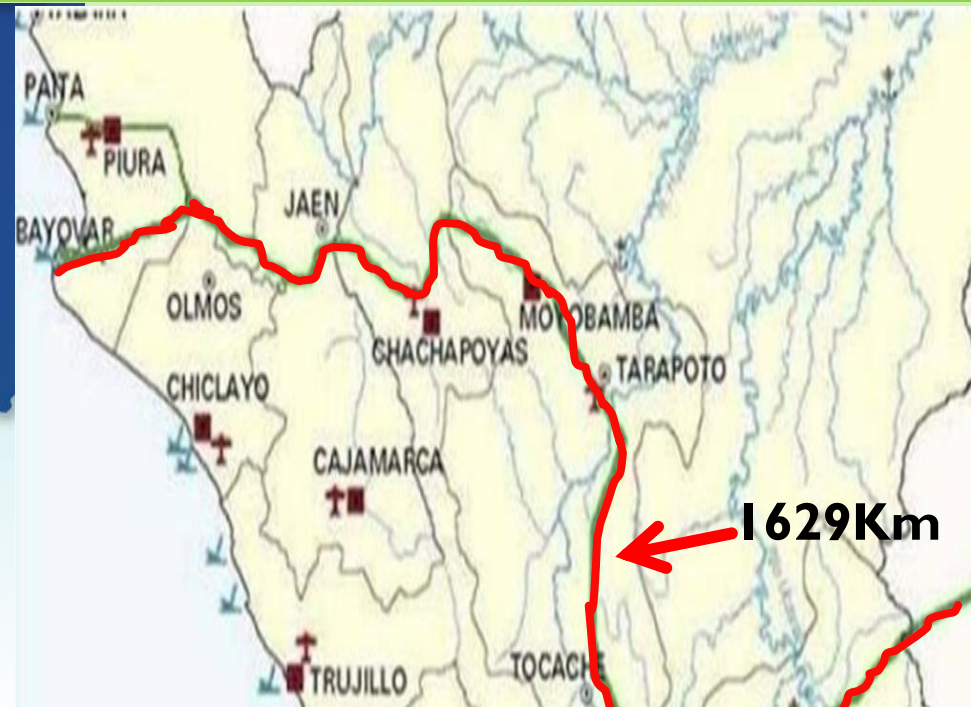 PAITA
PIURA
JAEN
BAYOVAR
OLMOS
MOYOBAMBA
CHACHAPOYAS
TARAPOTO
CHICLAYO
CAJAMARCA
1629Km
TOCACHE
TRUJILLO